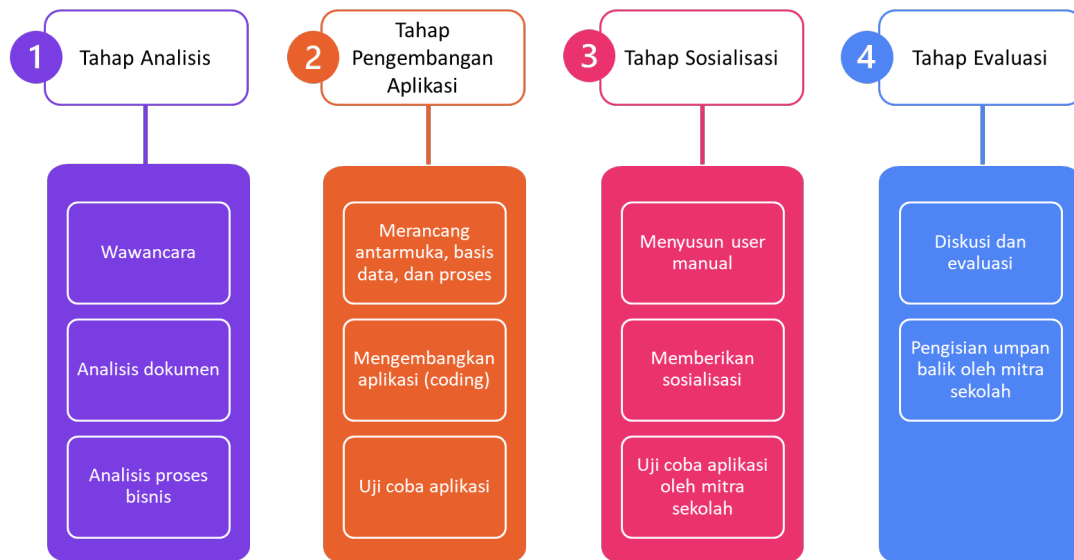 1
Tahap Analisis
Wawancara
Analisis dokumen
Analisis proses
bisnis
2
Tahap
Pengembangan
Aplikasi
Merancang
antarmuka, basis
data, dan proses
Mengembangkan
aplikasi (coding)
Uji coba aplikasi
3
Tahap Sosialisasi
Menyusun user
manual
Memberikan
sosialisasi
Uji coba aplikasi
oleh mitra
sekolah
4
Tahap Evaluasi
Diskusi dan
evaluasi
Pengisian umpan
balik oleh mitra
sekolah